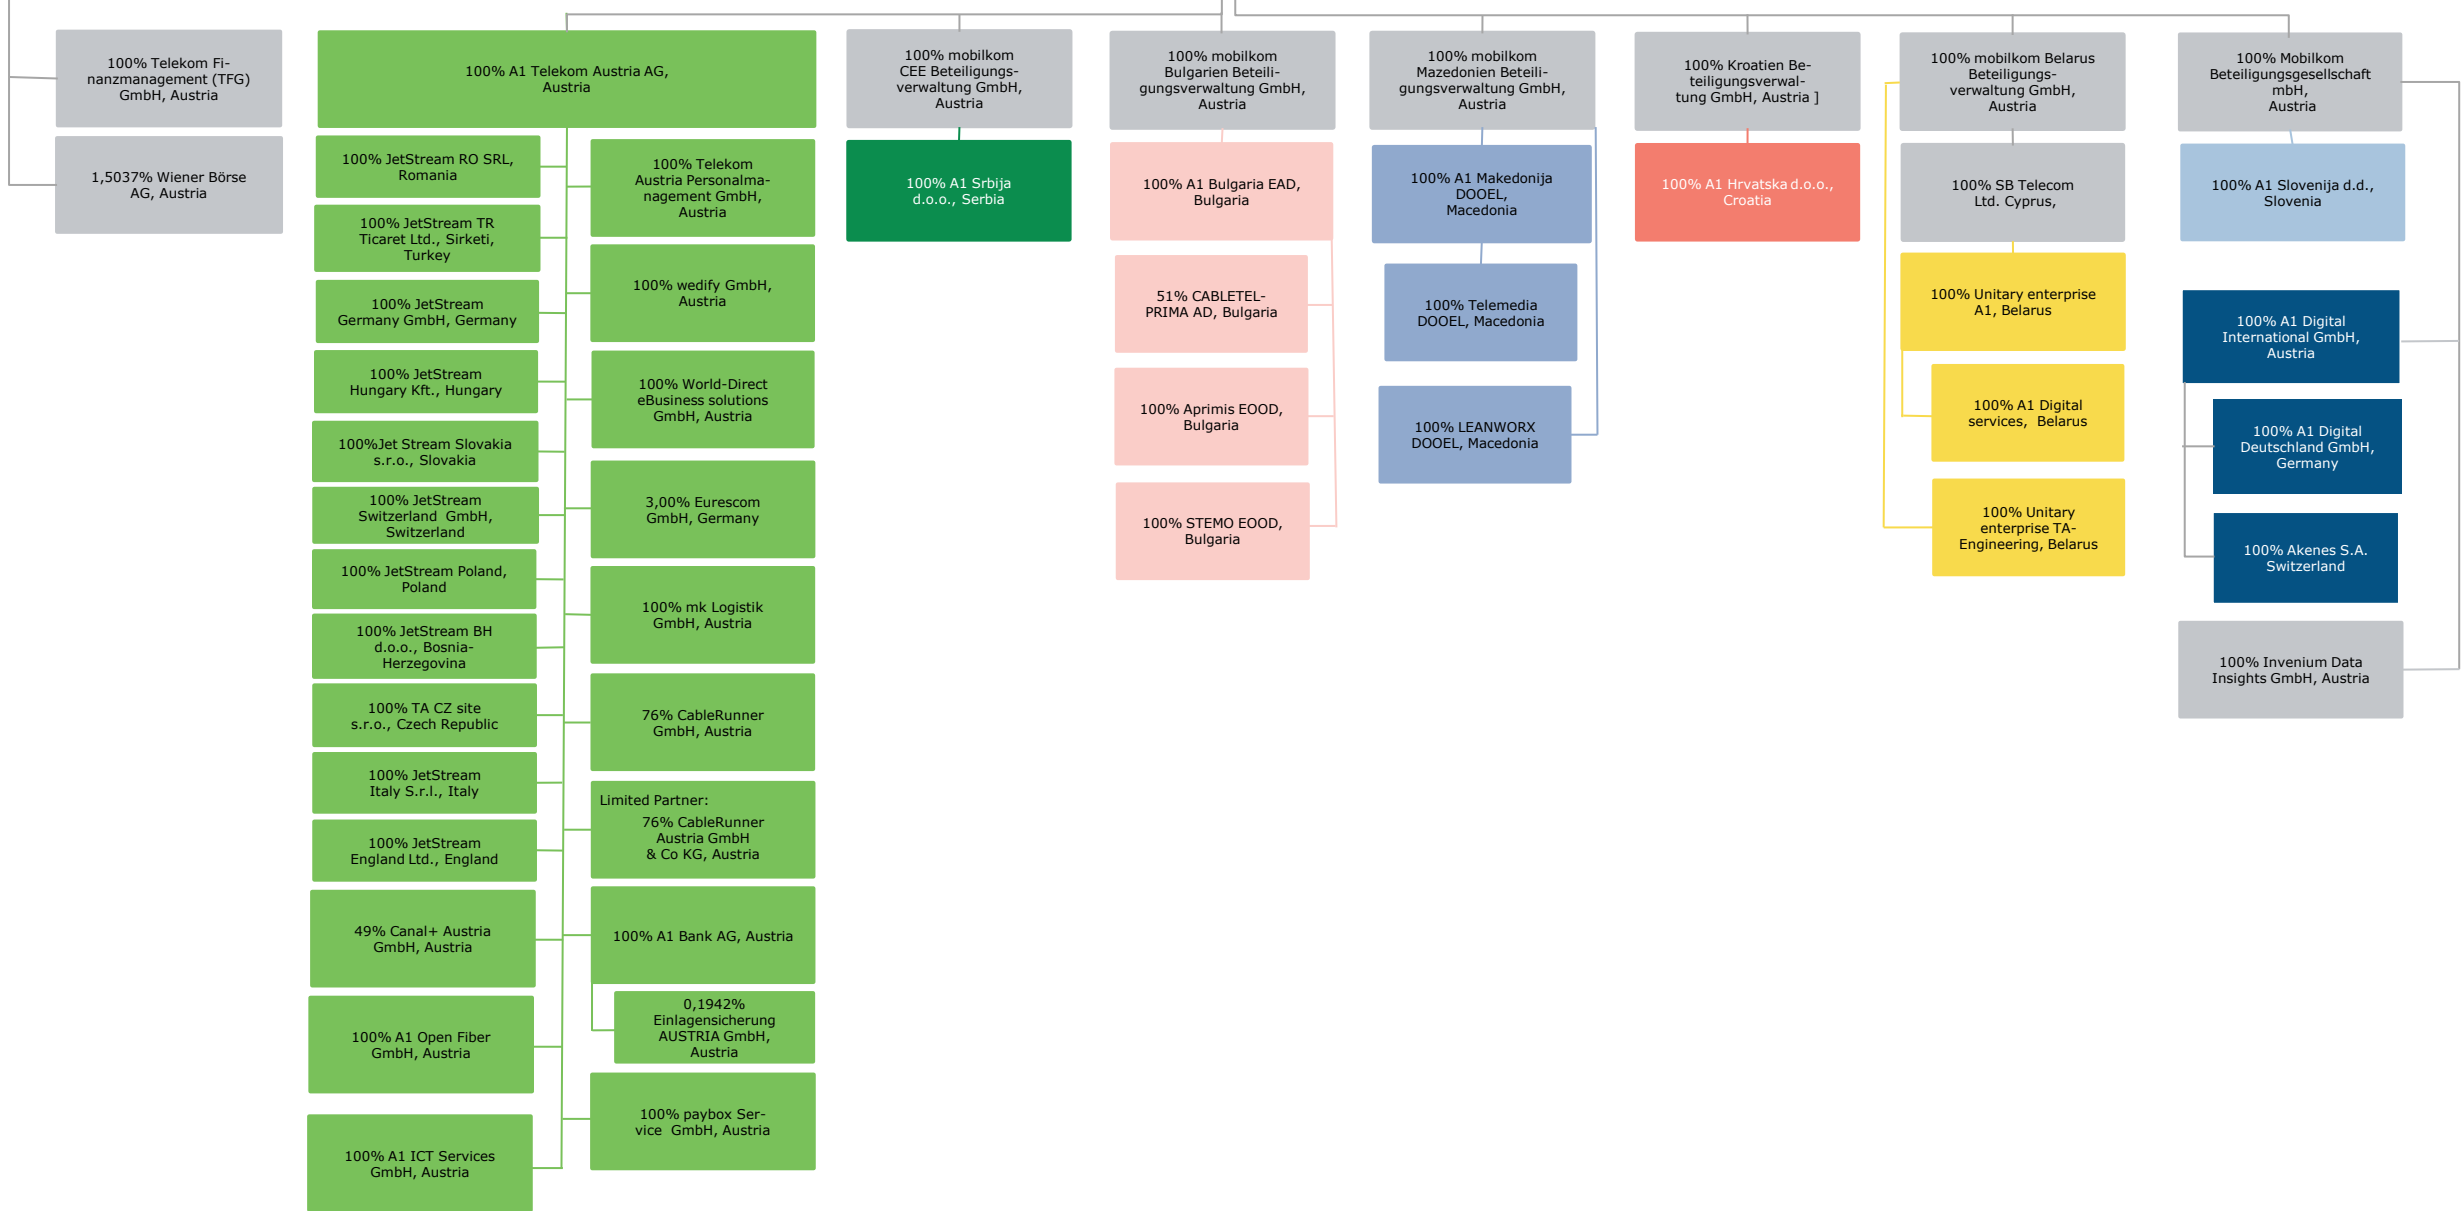 100% Telekom Fi-
nanzmanagement (TFG)
GmbH, Austria
1,5037% Wiener Börse
AG, Austria
100% A1 Telekom Austria AG,
Austria
100% JetStream RO SRL,
Romania
100% JetStream TR
Ticaret Ltd., Sirketi,
Turkey
100% JetStream
Germany GmbH, Germany
100% JetStream
Hungary Kft., Hungary
100%Jet Stream Slovakia
s.r.o., Slovakia
100% JetStream
Switzerland  GmbH,
Switzerland
100% JetStream Poland,
Poland
100% JetStream BH
d.o.o., Bosnia-
Herzegovina
100% TA CZ site
s.r.o., Czech Republic
100% JetStream
Italy S.r.l., Italy
100% JetStream
England Ltd., England
49% Canal+ Austria
GmbH, Austria
100% A1 Open Fiber
GmbH, Austria
100% A1 ICT Services
GmbH, Austria
100% Telekom
Austria Personalma-
nagement GmbH,
Austria
100% wedify GmbH,
Austria
100% World-Direct
eBusiness solutions
GmbH, Austria
3,00% Eurescom
GmbH, Germany
100% mk Logistik
GmbH, Austria
76% CableRunner
GmbH, Austria
Limited Partner:
76% CableRunner
Austria GmbH
& Co KG, Austria
100% A1 Bank AG, Austria
0,1942%
Einlagensicherung
AUSTRIA GmbH,
Austria
100% paybox Ser-
vice  GmbH, Austria
100% mobilkom
CEE Beteiligungs-
verwaltung GmbH,
Austria
100% A1 Srbija
d.o.o., Serbia
100% mobilkom
Bulgarien Beteili-
gungsverwaltung GmbH,
Austria
100% A1 Bulgaria EAD,
Bulgaria
51% CABLETEL-
PRIMA AD, Bulgaria
100% Aprimis EOOD,
Bulgaria
100% STEMO EOOD,
Bulgaria
100% mobilkom
Mazedonien Beteili-
gungsverwaltung GmbH,
Austria
100% A1 Makedonija
DOOEL,
Macedonia
100% Telemedia
DOOEL, Macedonia
100% LEANWORX
DOOEL, Macedonia
100% Kroatien Be-
teiligungsverwal-
tung GmbH, Austria ]
100% A1 Hrvatska d.o.o.,
Croatia
100% mobilkom Belarus
Beteiligungs-
verwaltung GmbH,
Austria
100% SB Telecom
Ltd. Cyprus,
100% Unitary enterprise
A1, Belarus
100% A1 Digital
services,  Belarus
100% Unitary
enterprise TA-
Engineering, Belarus
100% Mobilkom
Beteiligungsgesellschaft
mbH,
Austria
100% A1 Slovenija d.d.,
Slovenia
100% A1 Digital
International GmbH,
Austria
100% A1 Digital
Deutschland GmbH,
Germany
100% Akenes S.A.
Switzerland
100% Invenium Data
Insights GmbH, Austria